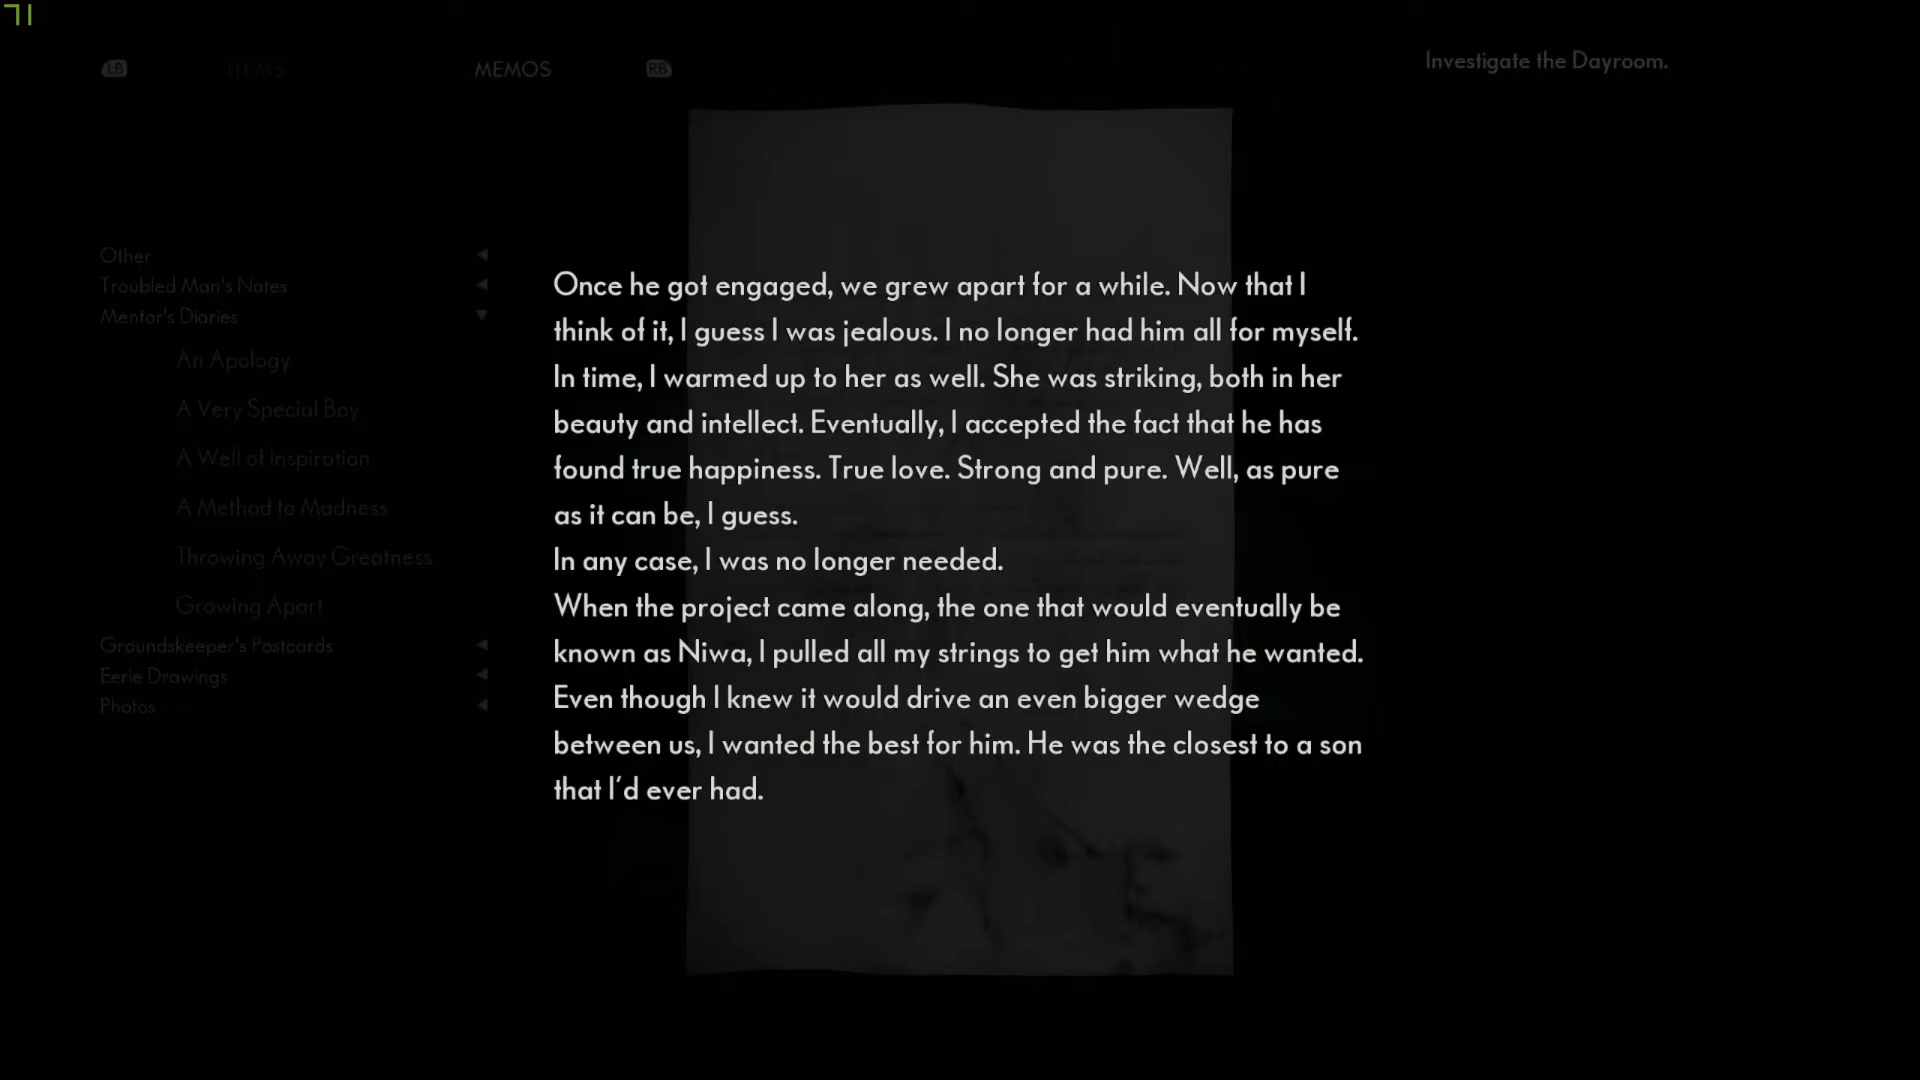 71
LB
ITEMS
MEMOS
RB
Investigate the Dayroom.
Other
Troubled Man's Notes
Mentor's Diaries
An Apology
A Very Special Boy
A Well of Inspiration
A Method to Madness
Throwing Away Greatness
Growing Apart
Groundskeeper's Postcards
Eerie Drawings
Photos
Once he got engaged, we grew apart for a while. Now that I
think of it, I guess I was jealous. I no longer had him all for myself.
In time, I warmed up to her as well. She was striking, both in her
beauty and intellect. Eventually, I accepted the fact that he has
found true happiness. True love. Strong and pure. Well, as pure
as it can be, I guess.
In any case, I was no longer needed.
When the project came along, the one that would eventually be
known as Niwa, I pulled all my strings to get him what he wanted.
Even though I knew it would drive an even bigger wedge
between us, I wanted the best for him. He was the closest to a son
that I'd ever had.